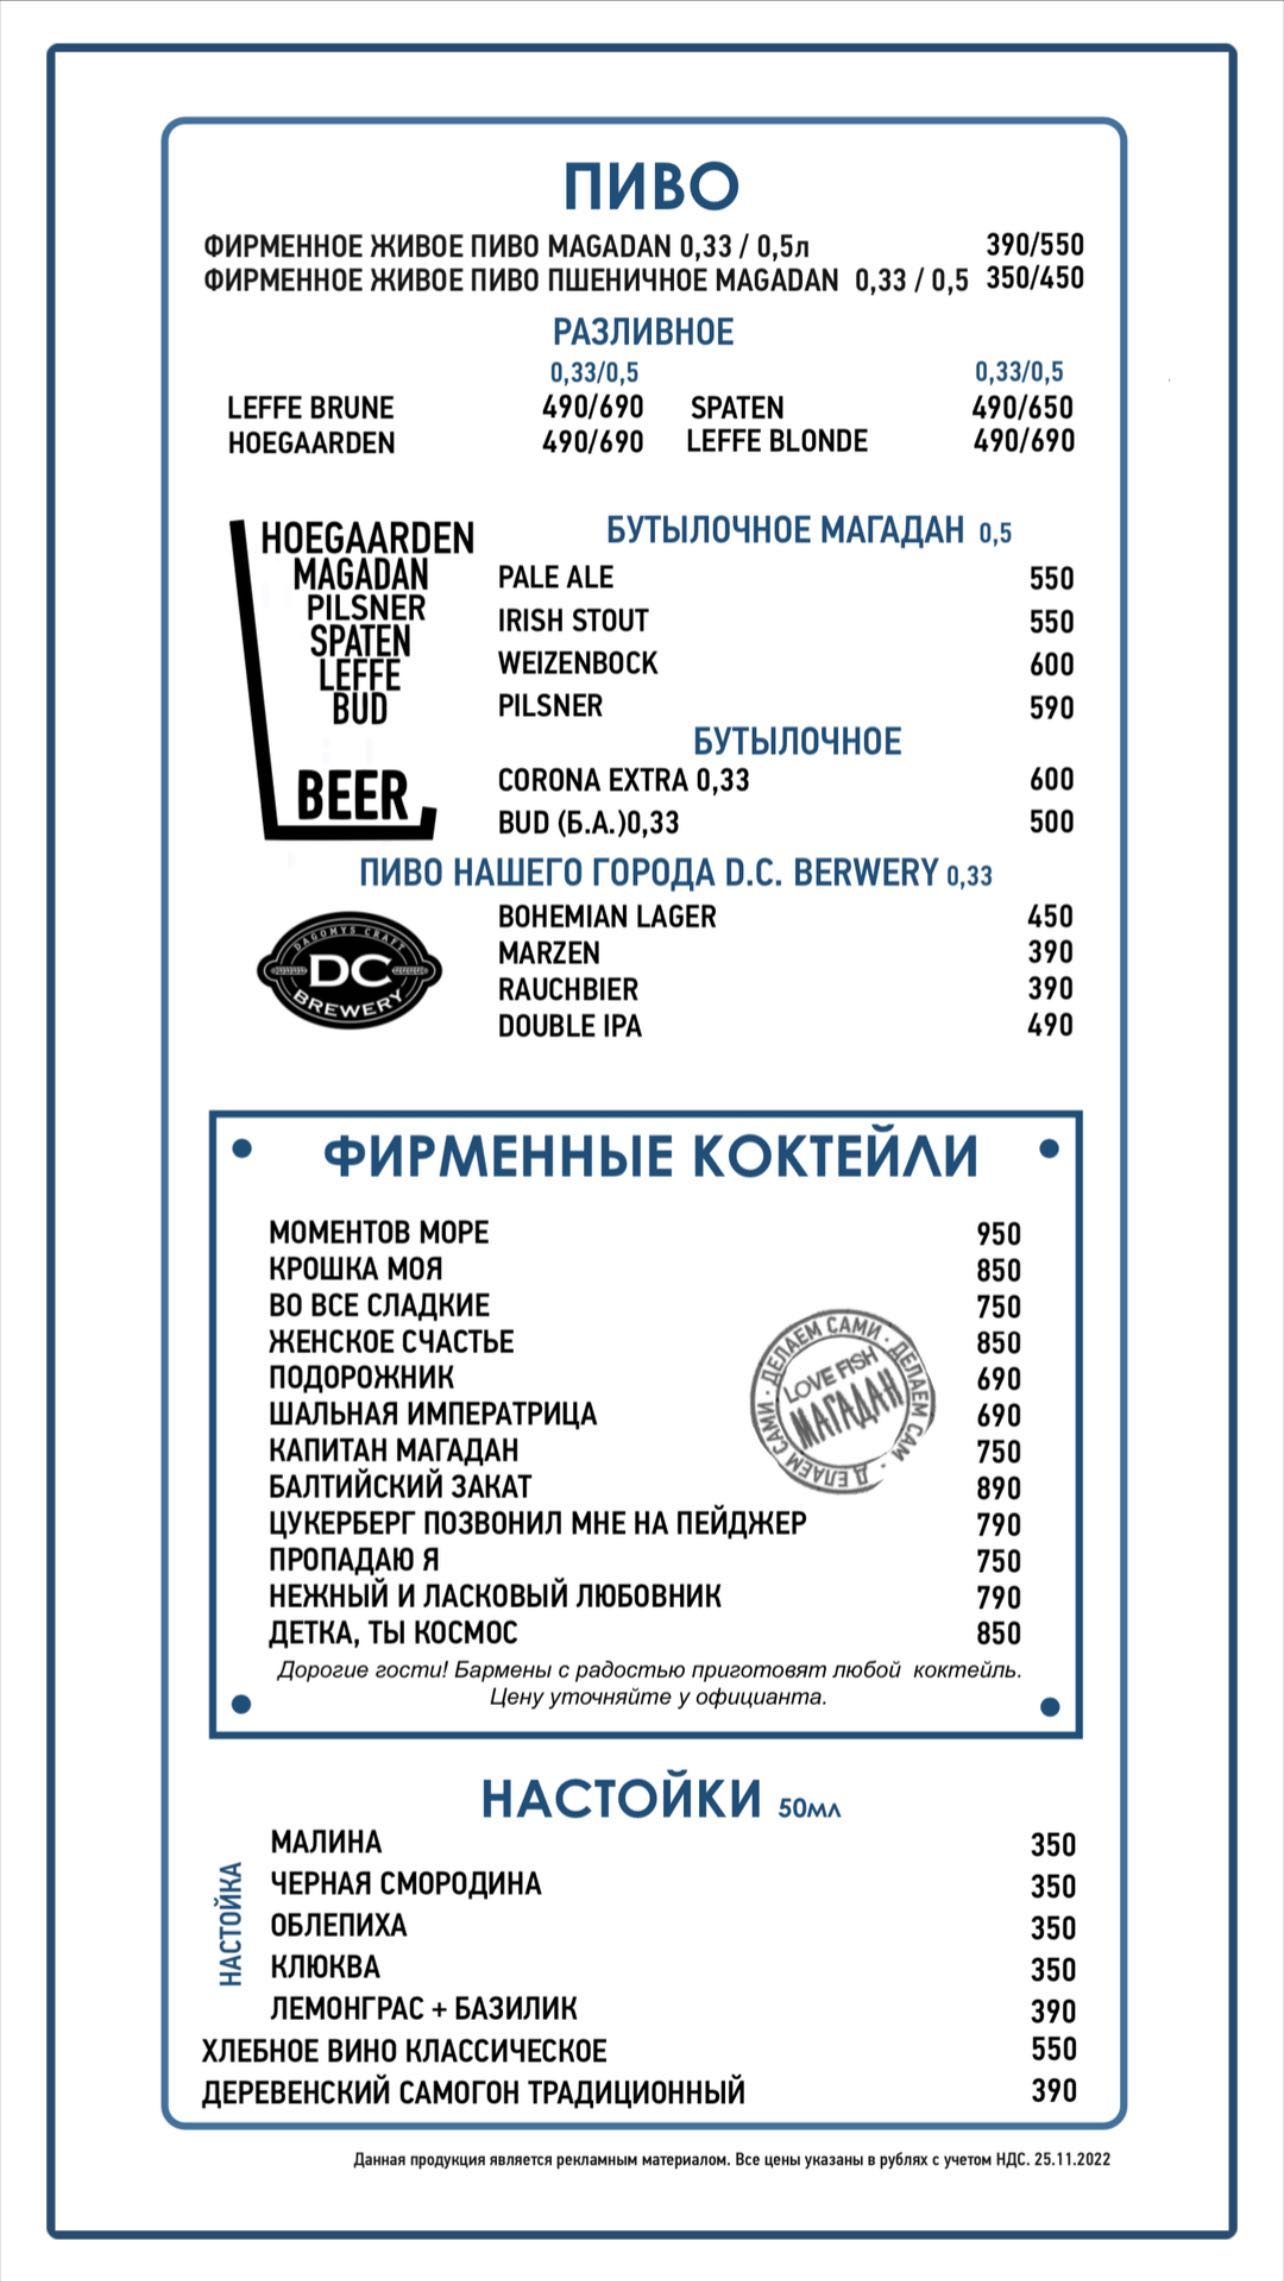 ПИВО
ФИРМЕННОЕ ЖИВОЕ ПИВО MAGADAN 0,33 / 0,5л 390/550
ФИРМЕННОЕ ЖИВОЕ ПИВО ПШЕНИЧНОЕ MAGADAN 0,33 / 0,5 350/450
РАЗЛИВНОЕ
0,33/0,5 0,33/0,5
LEFFE BRUNE 490/690 SPATEN 490/650
HOEGAARDEN 490/690 LEFFE BLONDE 490/690
HOEGAARDEN
MAGADAN
PILSNER
SPATEN
LEFFE
BUD
BEER
БУТЫЛОЧНОЕ МАГАДАН 0,5
PALE ALE 550
IRISH STOUT 550
WEIZENBOCK 600
PILSNER 590
БУТЫЛОЧНОЕ
CORONA EXTRA 0,33 600
BUD (Б.А.)0,33 500
ПИВО НАШЕГО ГОРОДА D.C. BERWERY 0,33
DAGOMYS CRAFT
DC
BREWERY
BOHEMIAN LAGER 450
MARZEN 390
RAUCHBIER 390
DOUBLE IPA 490
ФИРМЕННЫЕ КОКТЕЙЛИ
МОМЕНТОВ МОРЕ 950
КРОШКА МОЯ 850
ВО ВСЕ СЛАДКИЕ 750
ЖЕНСКОЕ СЧАСТЬЕ 850
ПОДОРОЖНИК 690
ШАЛЬНАЯ ИМПЕРАТРИЦА 690
КАПИТАН МАГАДАН 750
БАЛТИЙСКИЙ ЗАКАТ 890
ЦУКЕРБЕРГ ПОЗВОНИЛ МНЕ НА ПЕЙДЖЕР 790
ПРОПАДАЮ Я 750
НЕЖНЫЙ И ЛАСКОВЫЙ ЛЮБОВНИК 790
ДЕТКА, ТЫ КОСМОС 850
ДЕЛАЕМ САМИ · ДЕЛАЕМ САМ · ДЕЛАЕМ САМИ ·
LOVE FISH
МАГАДАН
Дорогие гости! Бармены с радостью приготовят любой коктейль.
Цену уточняйте у официанта.
НАСТОЙКИ 50мл
НАСТОЙКА
МАЛИНА 350
ЧЕРНАЯ СМОРОДИНА 350
ОБЛЕПИХА 350
КЛЮКВА 350
ЛЕМОНГРАС + БАЗИЛИК 390
ХЛЕБНОЕ ВИНО КЛАССИЧЕСКОЕ 550
ДЕРЕВЕНСКИЙ САМОГОН ТРАДИЦИОННЫЙ 390
Данная продукция является рекламным материалом. Все цены указаны в рублях с учетом НДС. 25.11.2022